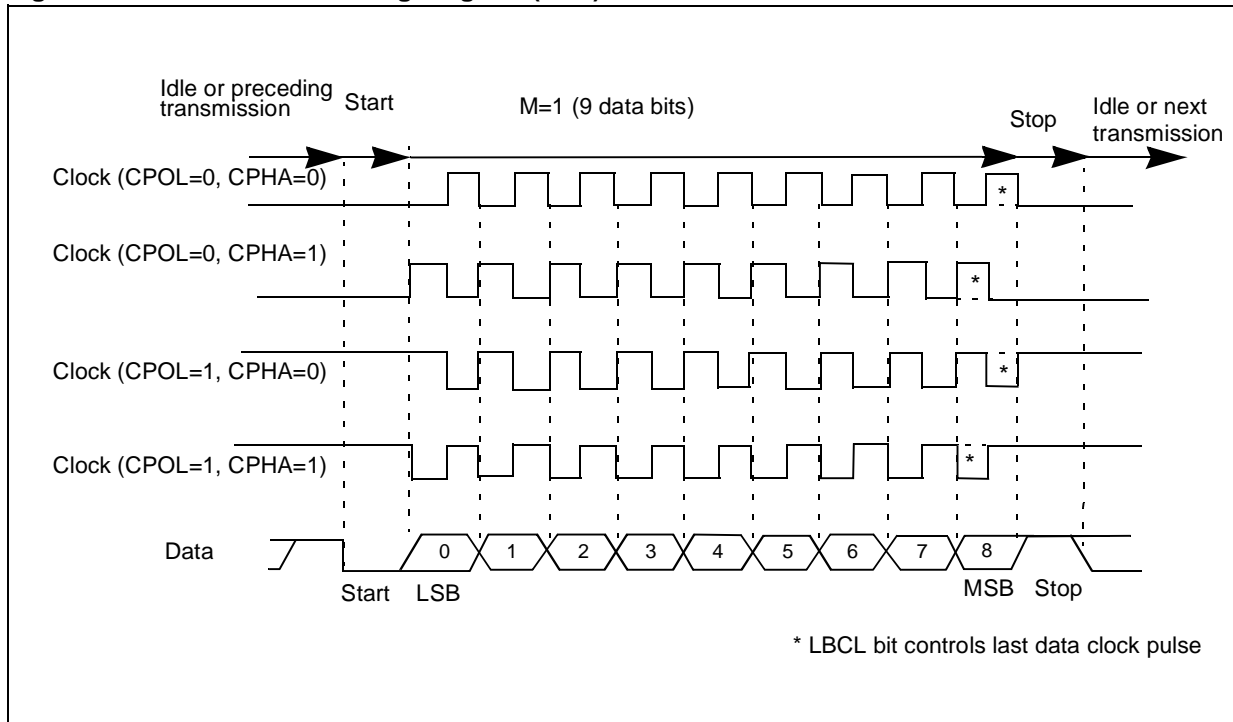 Idle or preceding
transmission
Start
M=1 (9 data bits)
Stop
Idle or next
transmission
Clock (CPOL=0, CPHA=0)
*
Clock (CPOL=0, CPHA=1)
*
Clock (CPOL=1, CPHA=0)
*
Clock (CPOL=1, CPHA=1)
*
Data
0 1 2 3 4 5 6 7 8
Start LSB MSB Stop
* LBCL bit controls last data clock pulse